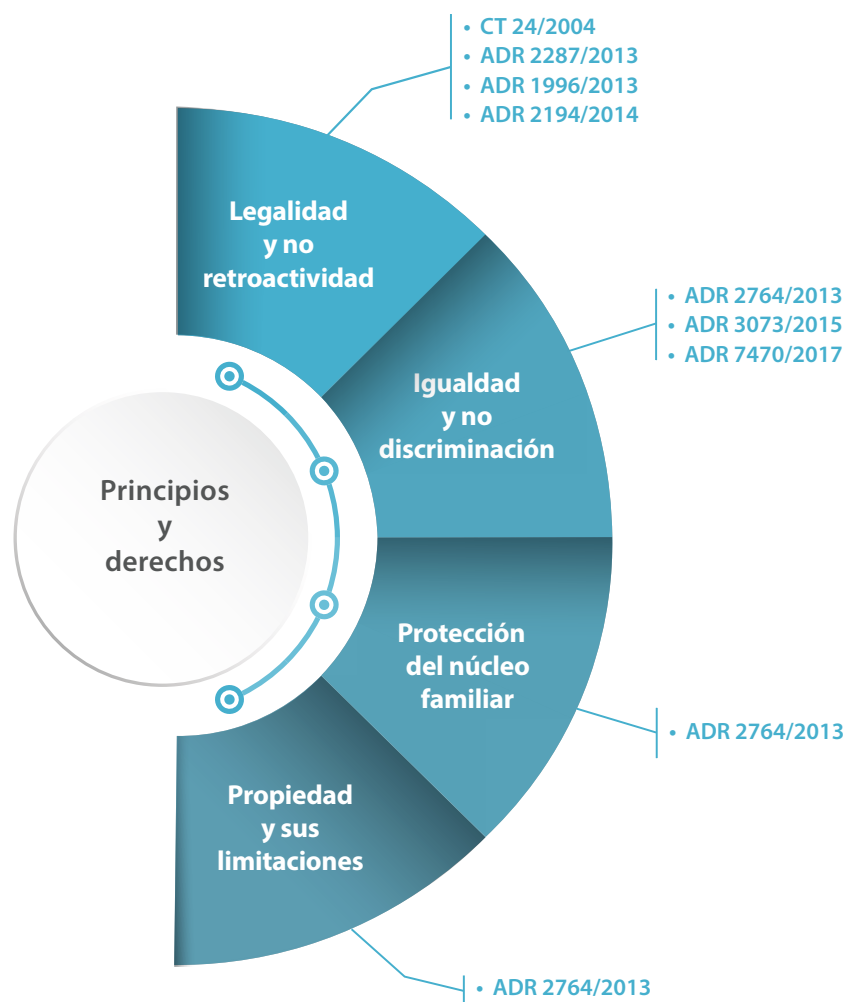 • CT 24/2004
• ADR 2287/2013
• ADR 1996/2013
• ADR 2194/2014
Legalidad
y no
retroactividad
• ADR 2764/2013
• ADR 3073/2015
• ADR 7470/2017
Igualdad
y no
discriminación
Principios
y
derechos
Protección
del núcleo
familiar
• ADR 2764/2013
Propiedad
y sus
limitaciones
• ADR 2764/2013